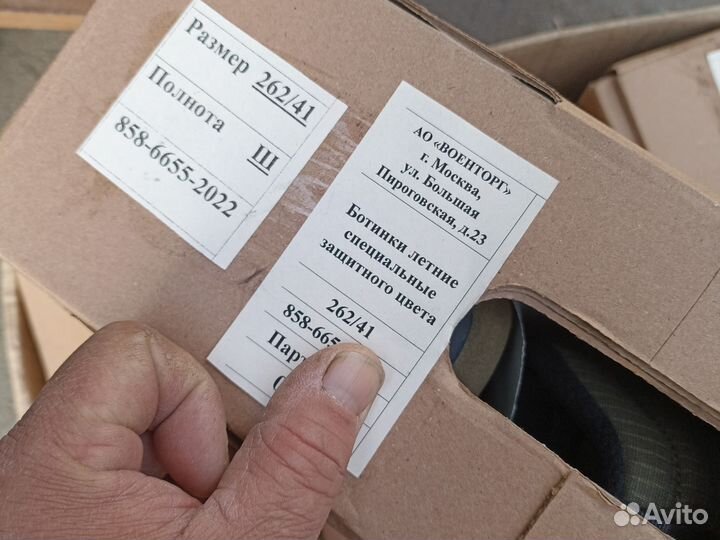 Размер 262/41
Полнота III
858-6655-2022
АО «ВОЕНТОРГ»
г. Москва,
ул. Большая
Пироговская, д.23
Ботинки летние
специальные
защитного цвета
262/41
Avito